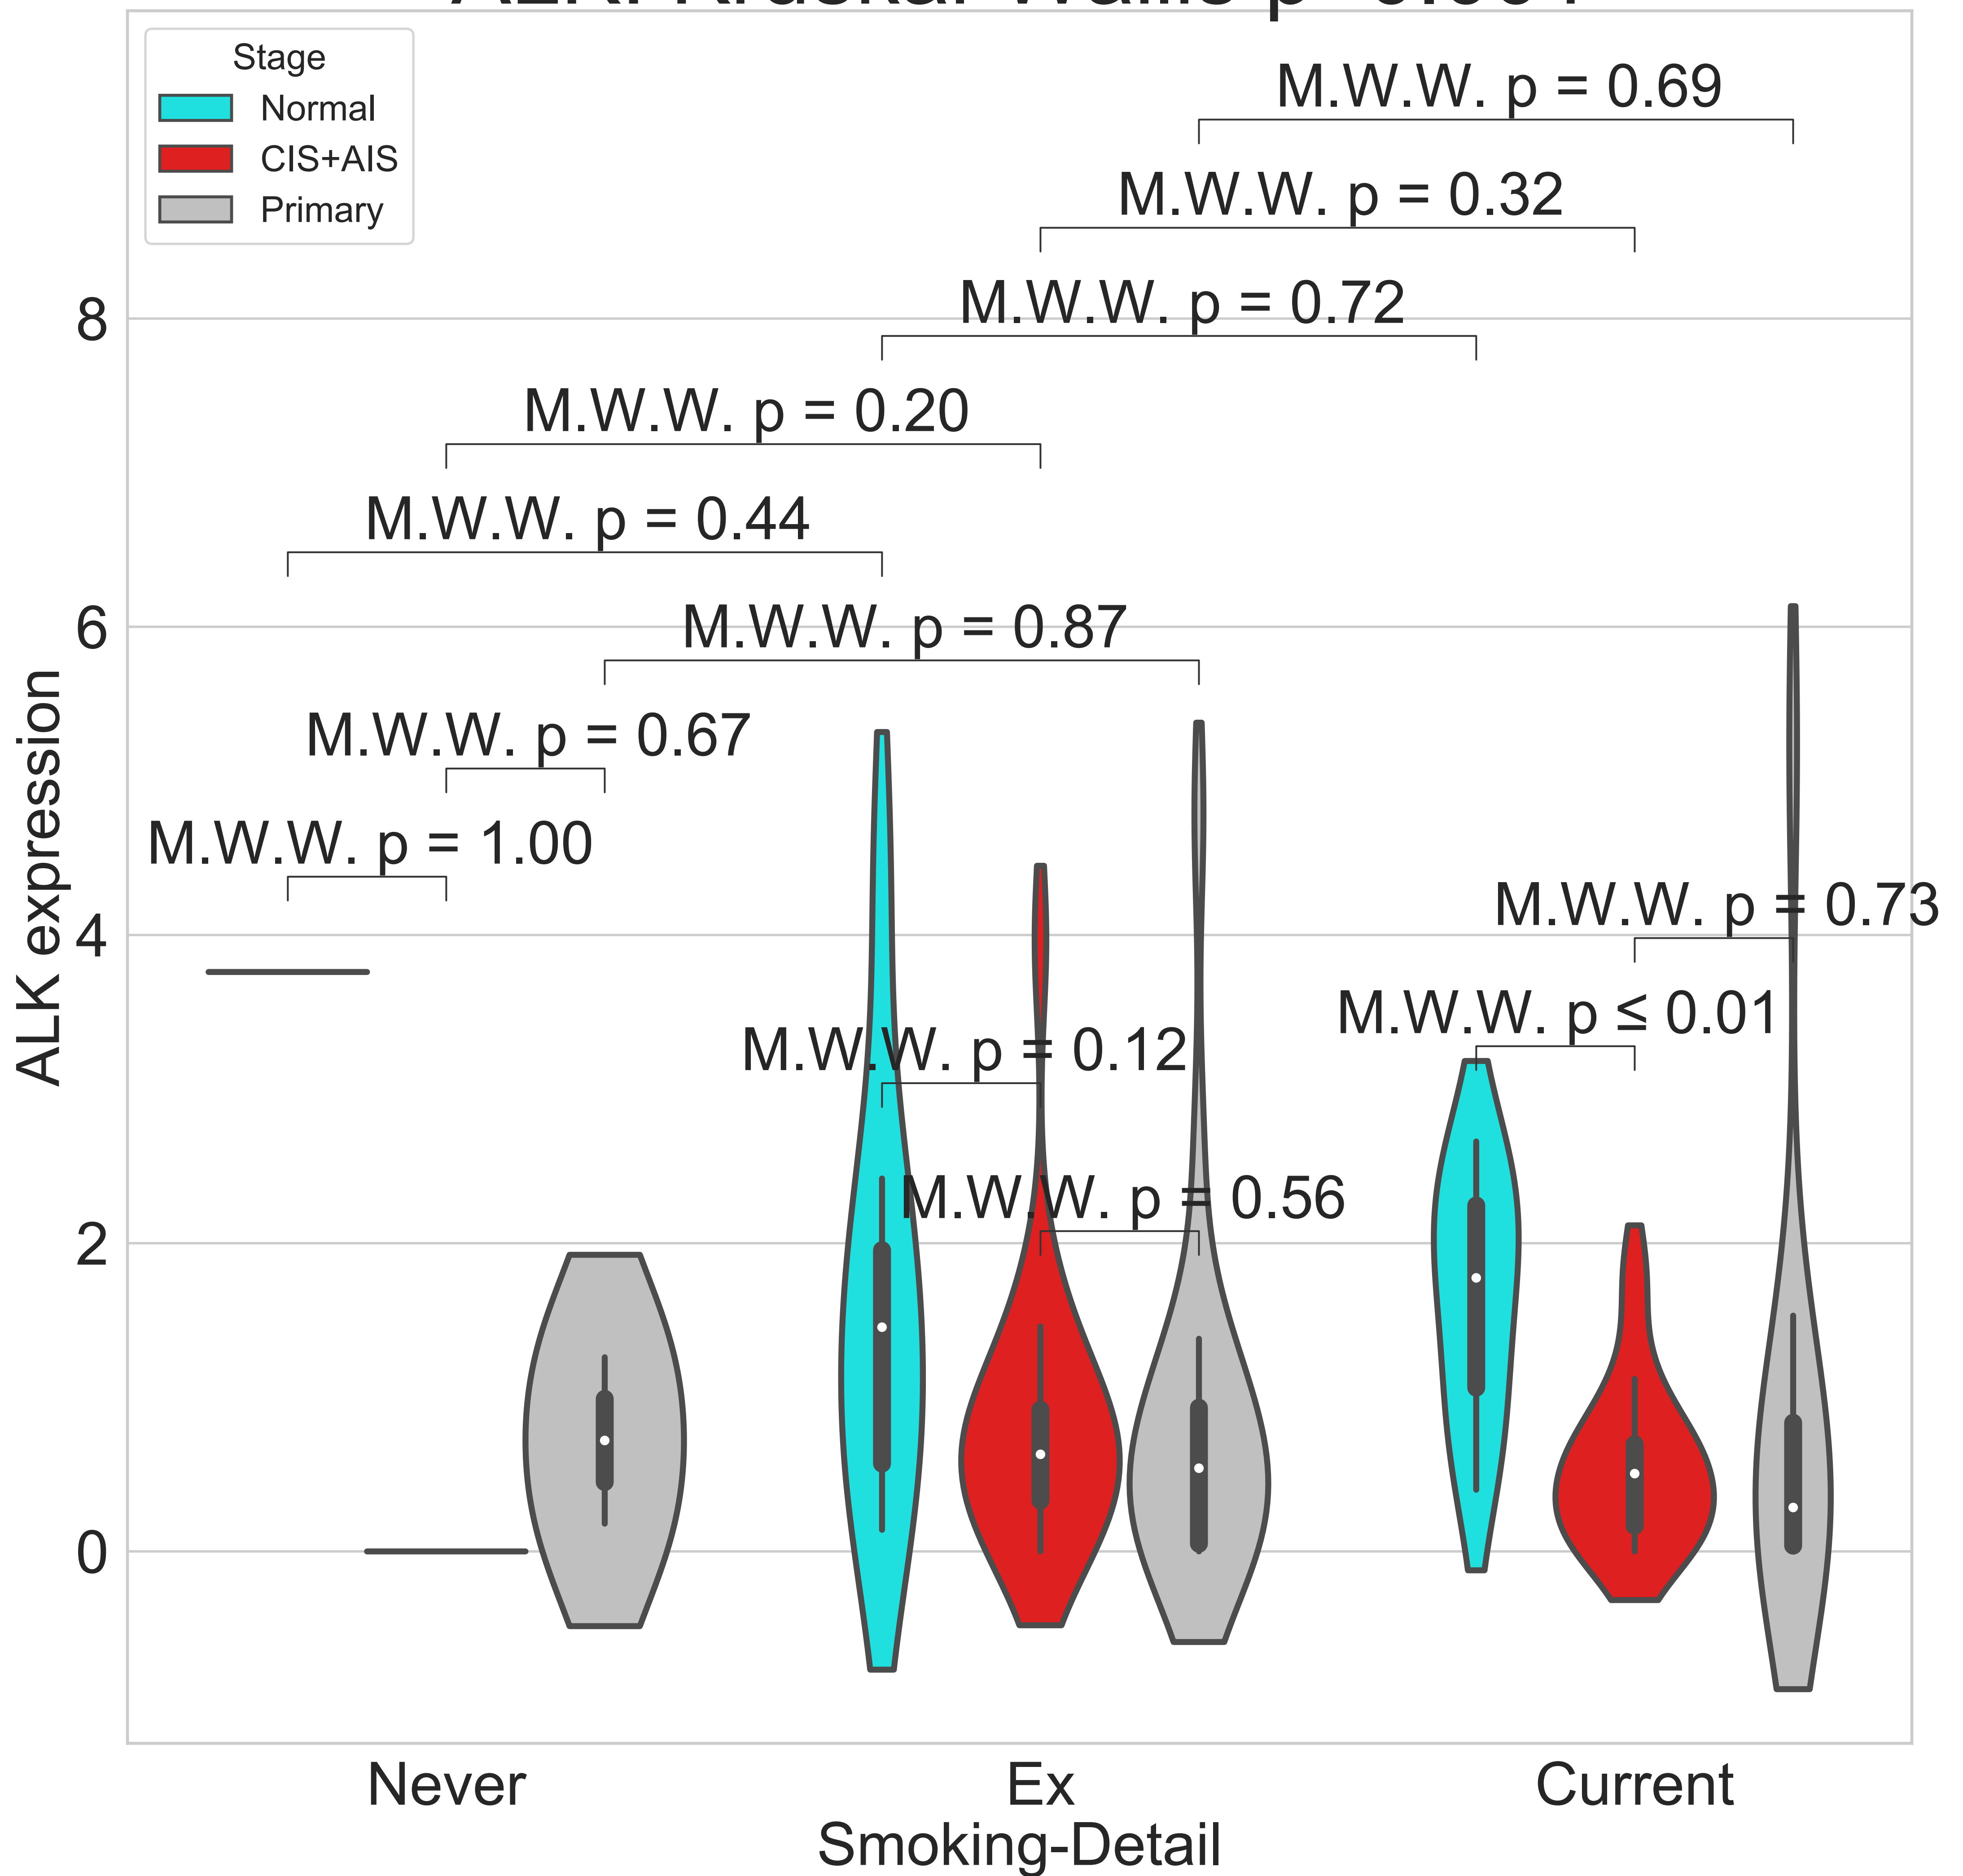 Stage
Normal
CIS+AIS
Primary
M.W.W. p = 0.69
M.W.W. p = 0.32
M.W.W. p = 0.72
M.W.W. p = 0.20
M.W.W. p = 0.44
M.W.W. p = 0.87
M.W.W. p = 0.67
M.W.W. p = 1.00
M.W.W. p = 0.73
M.W.W. p ≤ 0.01
M.W.W. p = 0.12
M.W.W. p = 0.56
ALK expression
8
6
4
2
0
Never
Ex
Current
Smoking-Detail